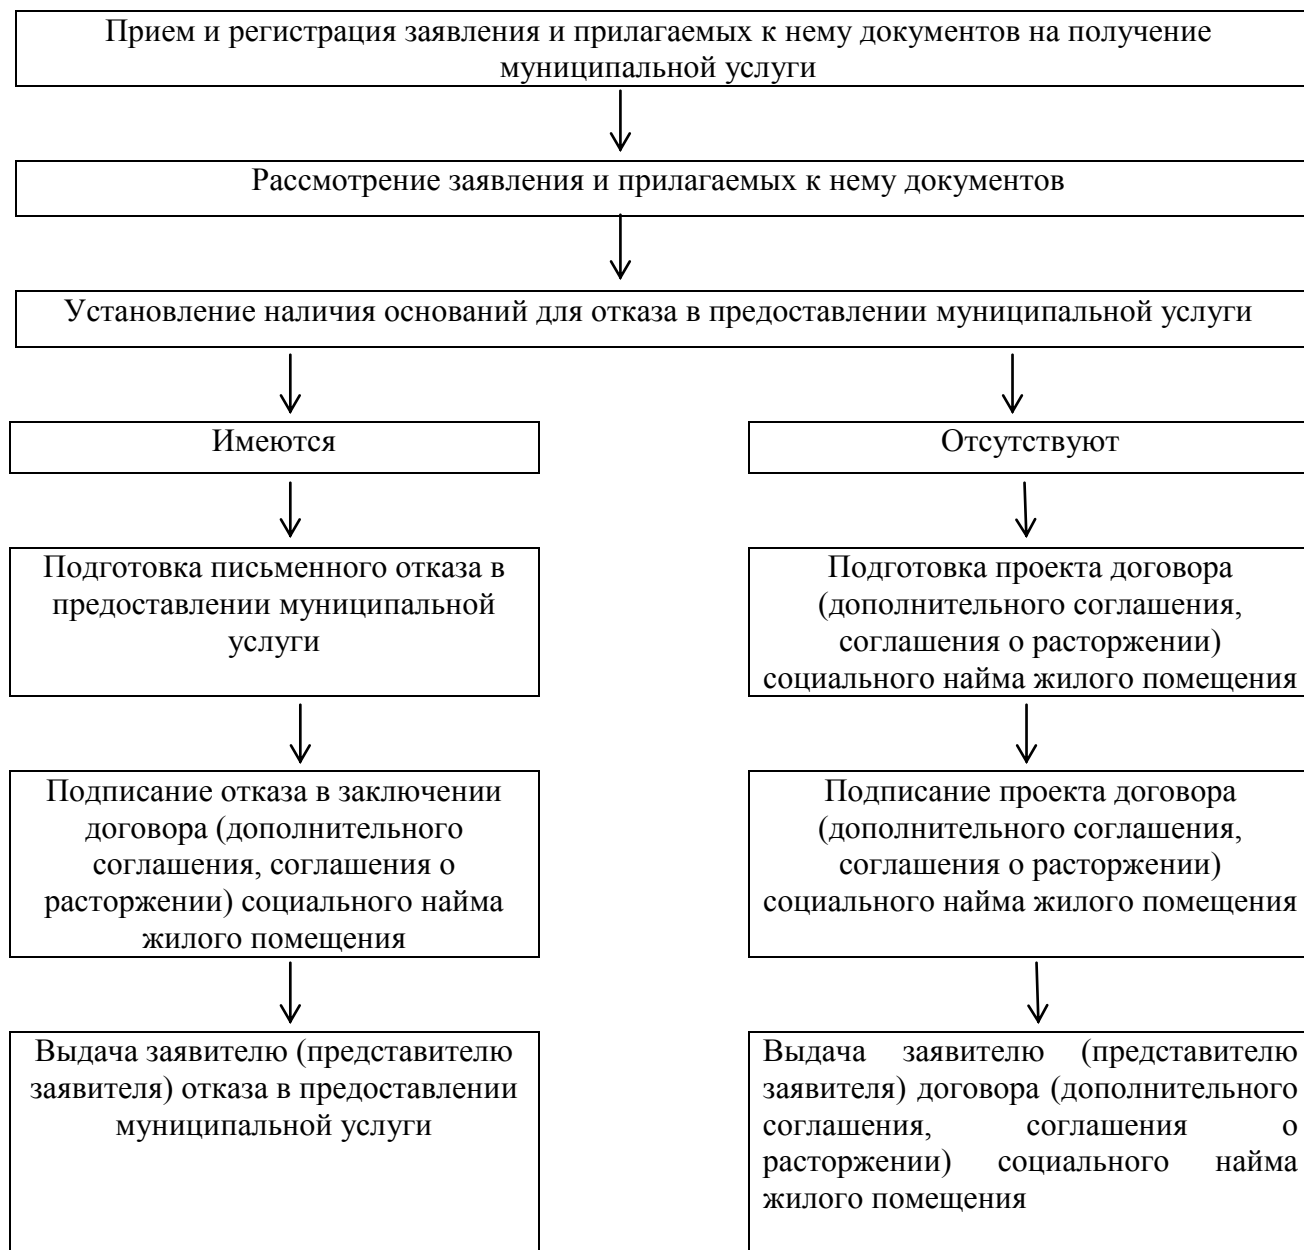 Прием и регистрация заявления и прилагаемых к нему документов на получение
муниципальной услуги
Рассмотрение заявления и прилагаемых к нему документов
Установление наличия оснований для отказа в предоставлении муниципальной услуги
Имеются
Отсутствуют
Подготовка письменного отказа в
предоставлении муниципальной
услуги
Подготовка проекта договора
(дополнительного соглашения,
соглашения о расторжении)
социального найма жилого помещения
Подписание отказа в заключении
договора (дополнительного
соглашения, соглашения о
расторжении) социального найма
жилого помещения
Подписание проекта договора
(дополнительного соглашения,
соглашения о расторжении)
социального найма жилого помещения
Выдача заявителю (представителю
заявителя) отказа в предоставлении
муниципальной услуги
Выдача заявителю (представителю
заявителя) договора (дополнительного
соглашения, соглашения о
расторжении) социального найма
жилого помещения